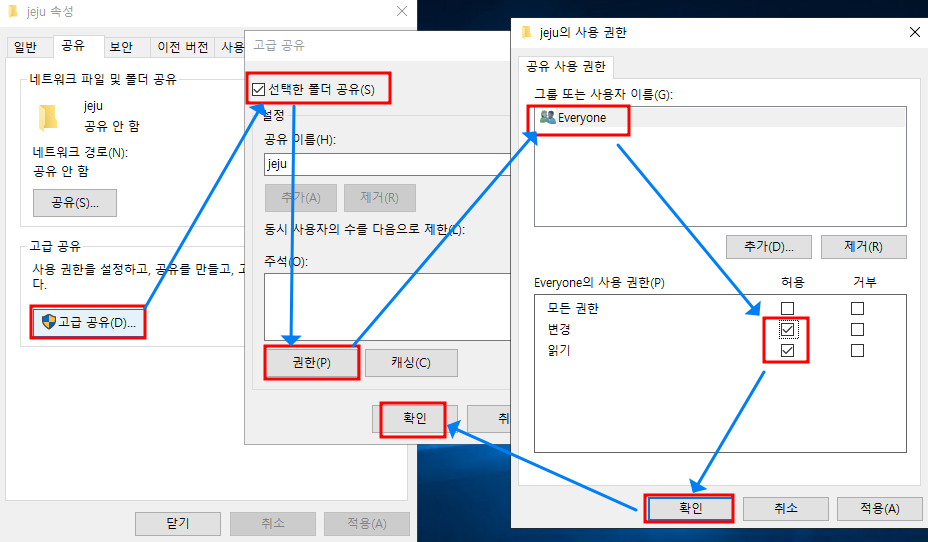 jeju 속성
일반 공유 보안 이전 버전 사용
네트워크 파일 및 폴더 공유
jeju
공유 안 함
네트워크 경로(N):
공유 안 함
공유(S)...
고급 공유
사용 권한을 설정하고, 공유를 만들고, 고
다.
고급 공유(D)...
닫기 취소 적용(A)
고급 공유
선택한 폴더 공유(S)
설정
공유 이름(H):
jeju
추가(A) 제거(R)
동시 사용자의 수를 다음으로 제한(L):
주석(O):
권한(P) 캐싱(C)
확인 취
jeju의 사용 권한
공유 사용 권한
그룹 또는 사용자 이름(G):
Everyone
추가(D)... 제거(R)
Everyone의 사용 권한(P) 허용 거부
모든 권한
변경
읽기
확인 취소 적용(A)